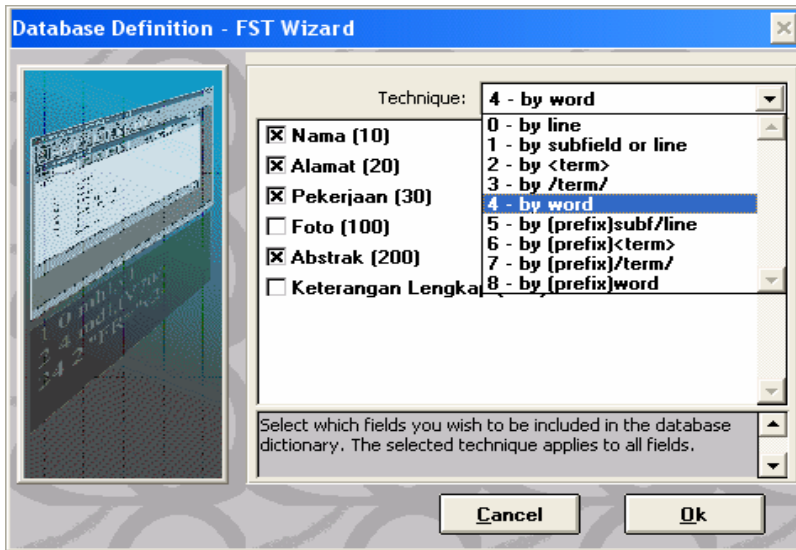 Database Definition - FST Wizard
Technique: 4 - by word
0 - by line
1 - by subfield or line
2 - by <term>
3 - by /term/
4 - by word
5 - by (prefix)subf/line
6 - by (prefix)<term>
7 - by (prefix)/term/
8 - by (prefix)word
Nama (10)
Alamat (20)
Pekerjaan (30)
Foto (100)
Abstrak (200)
Keterangan
Select which fields you wish to be included in the database
dictionary. The selected technique applies to all fields.
Cancel
Ok